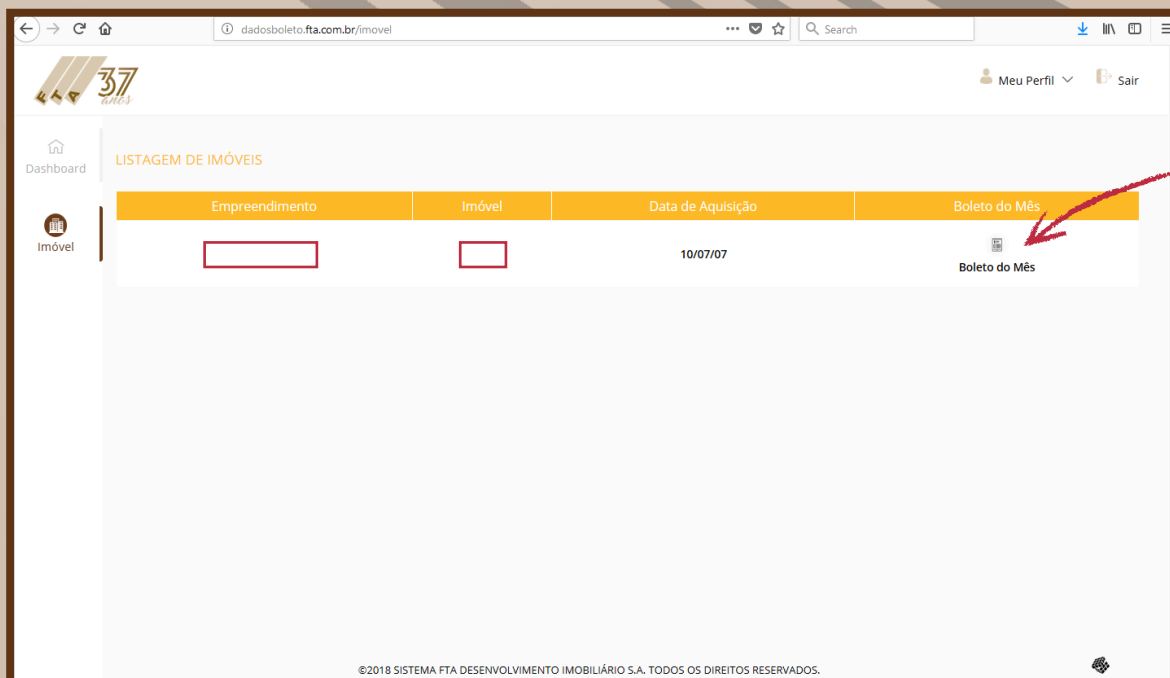 dadosboleto.fta.com.br/imovel
Search
FTA 37
anos
Meu Perfil
Sair
Dashboard
Imóvel
LISTAGEM DE IMÓVEIS
Empreendimento Imóvel Data de Aquisição Boleto do Mês
10/07/07
Boleto do Mês
©2018 SISTEMA FTA DESENVOLVIMENTO IMOBILIÁRIO S.A. TODOS OS DIREITOS RESERVADOS.